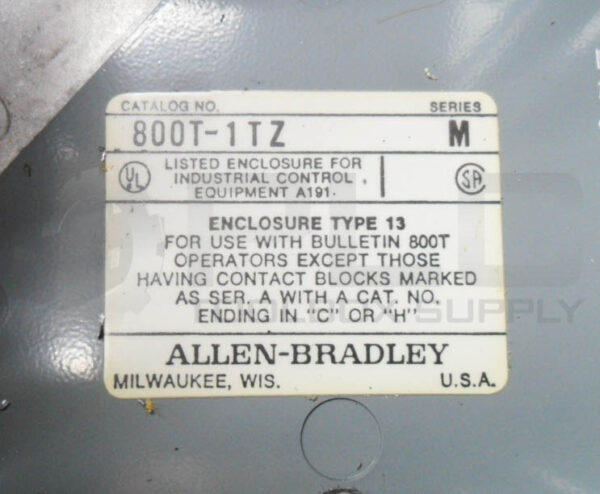 CATALOG NO. SERIES
800T-1TZ M
UL LISTED ENCLOSURE FOR SA
INDUSTRIAL CONTROL
EQUIPMENT A191.
ENCLOSURE TYPE 13
FOR USE WITH BULLETIN 800T
OPERATORS EXCEPT THOSE
HAVING CONTACT BLOCKS MARKED
AS SER. A WITH A CAT. NO.
ENDING IN "C" OR "H"
ALLEN-BRADLEY
MILWAUKEE, WIS. U.S.A.